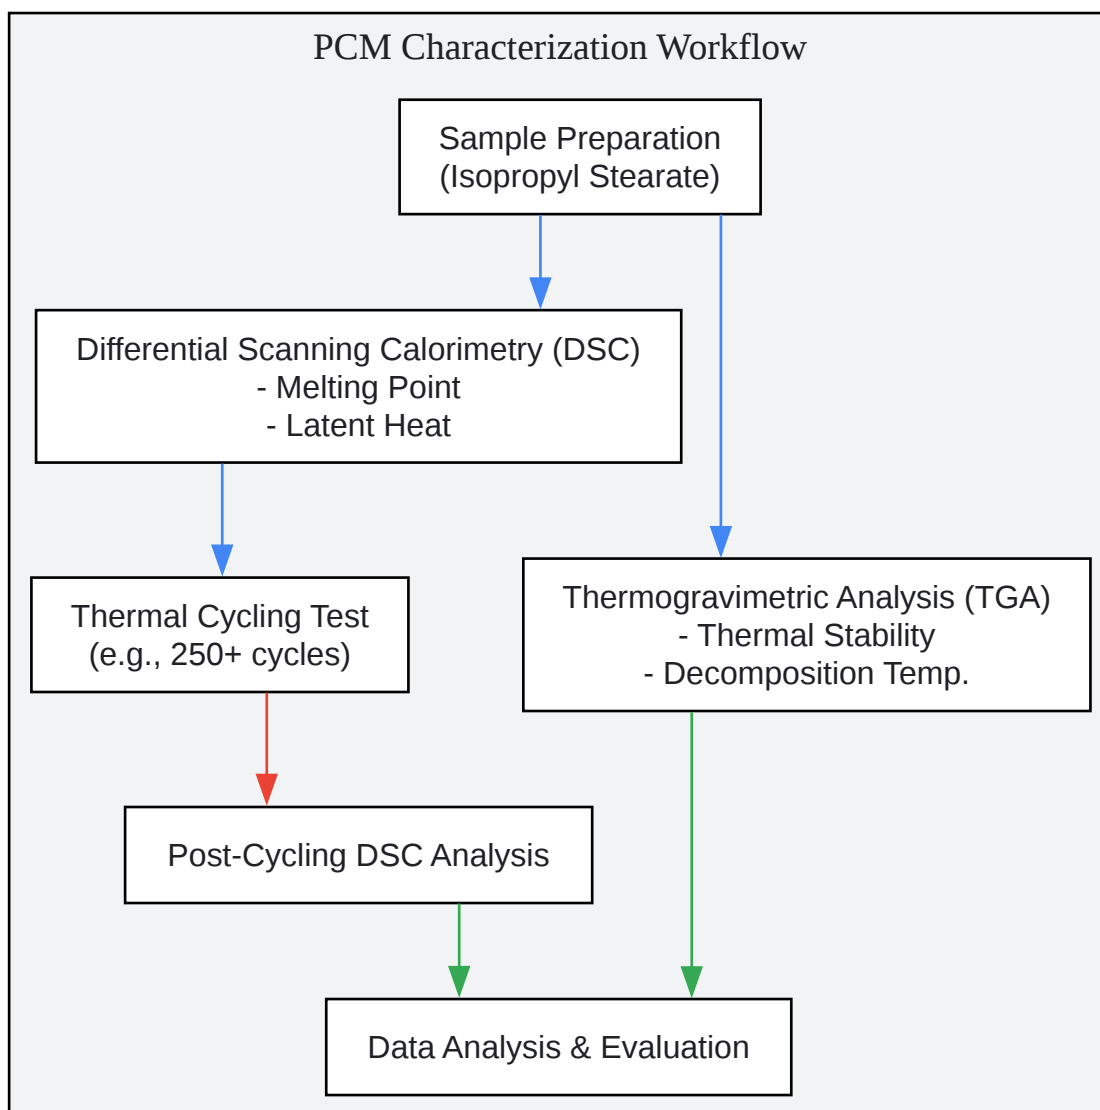 PCM Characterization Workflow
Sample Preparation
(Isopropyl Stearate)
Differential Scanning Calorimetry (DSC)
- Melting Point
- Latent Heat
Thermal Cycling Test
(e.g., 250+ cycles)
Thermogravimetric Analysis (TGA)
- Thermal Stability
- Decomposition Temp.
Post-Cycling DSC Analysis
Data Analysis & Evaluation